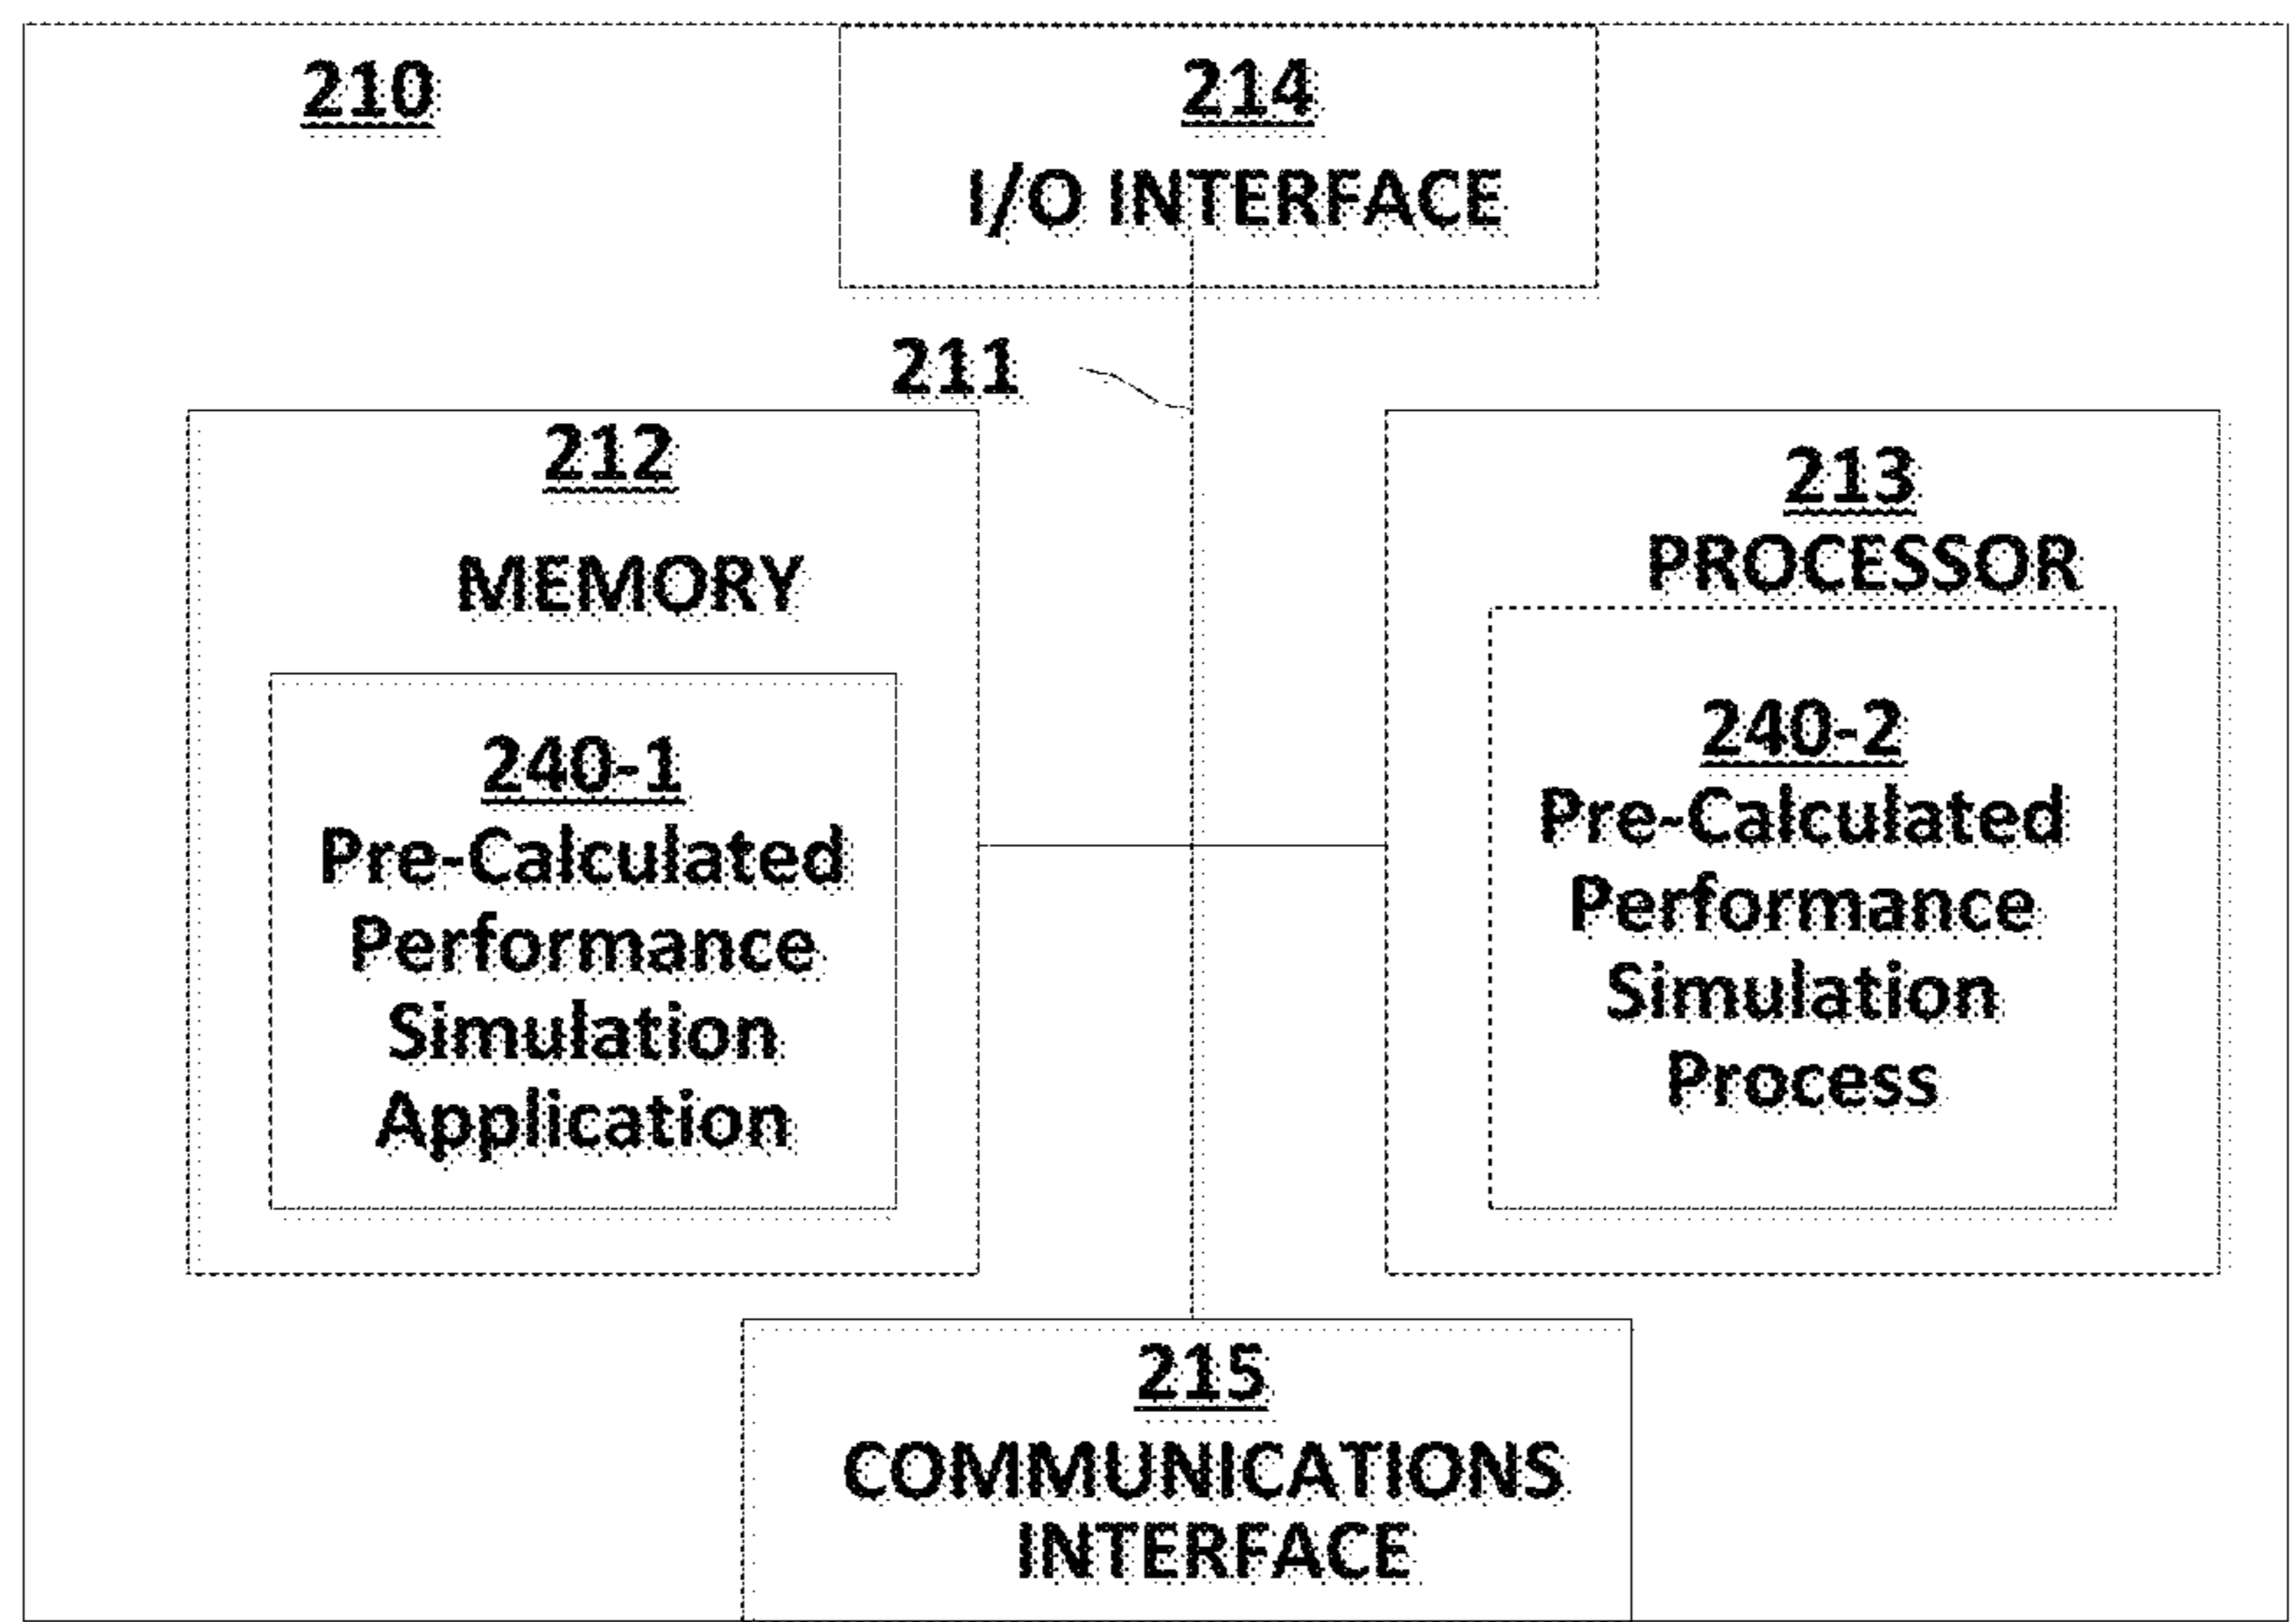 210
214
I/O INTERFACE
211
212
MEMORY
213
PROCESSOR
240-1
Pre-Calculated
Performance
Simulation
Application
240-2
Pre-Calculated
Performance
Simulation
Process
215
COMMUNICATIONS
INTERFACE